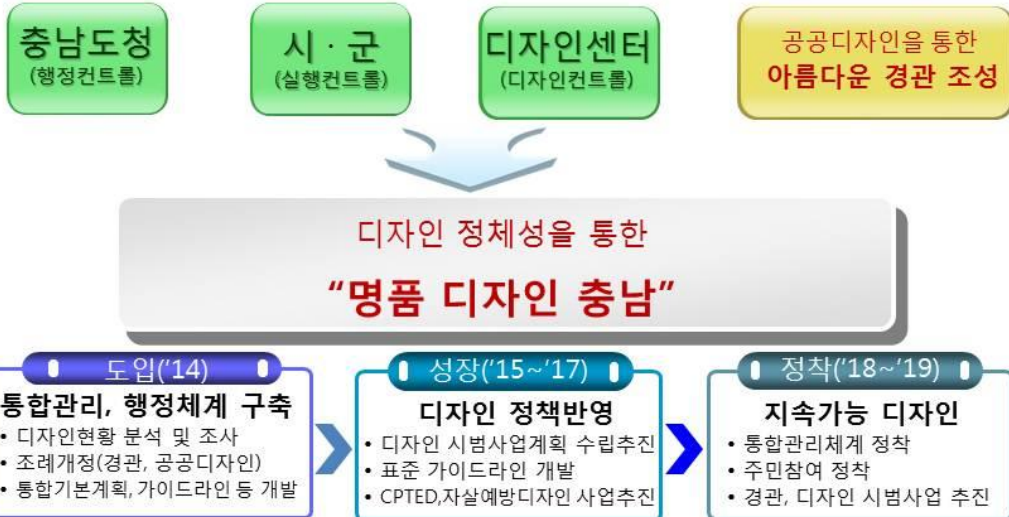 충남도청
(행정컨트롤)
시 · 군
(실행컨트롤)
디자인센터
(디자인컨트롤)
공공디자인을 통한
아름다운 경관 조성
디자인 정체성을 통한
“명품 디자인 충남”
도입('14)
통합관리, 행정체계 구축
• 디자인현황 분석 및 조사
• 조례개정(경관, 공공디자인)
• 통합기본계획,가이드라인 등 개발
성장('15~'17)
디자인 정책반영
• 디자인 시범사업계획 수립추진
• 표준 가이드라인 개발
• CPTED,자살예방디자인 사업추진
정착('18~'19)
지속가능 디자인
• 통합관리체계 정착
• 주민참여 정착
• 경관, 디자인 시범사업 추진